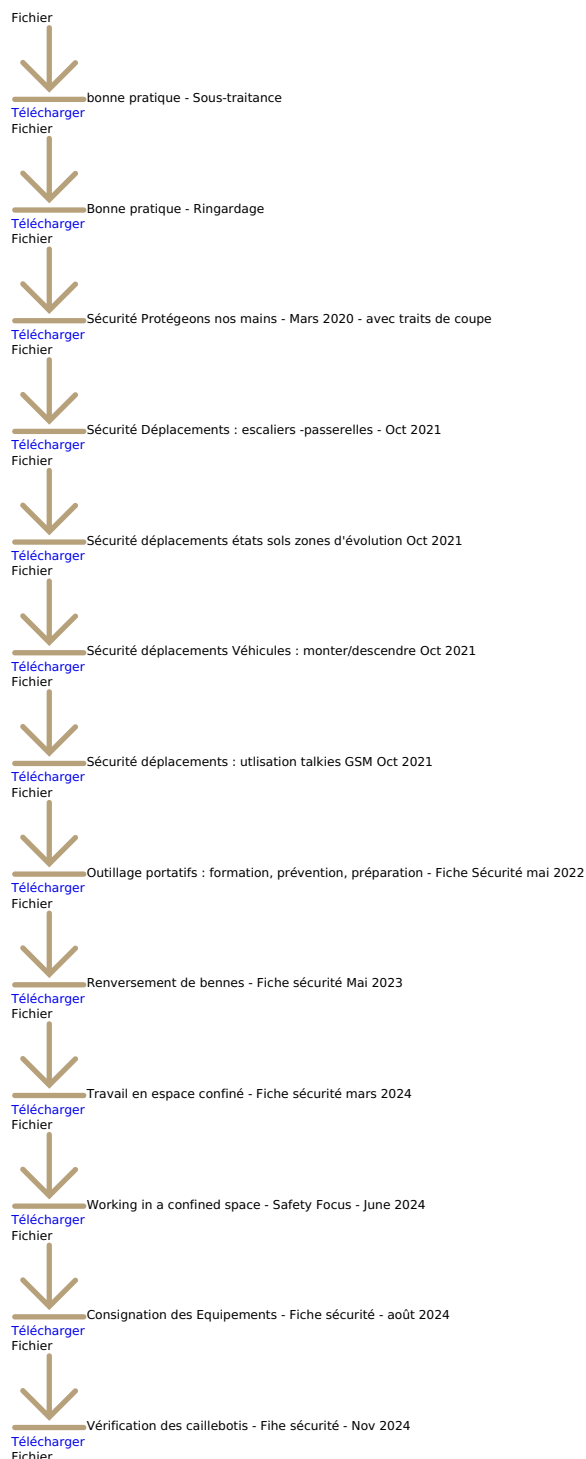 Fichier
bonne pratique - Sous-traitance
Télécharger
Fichier
Bonne pratique - Ringardage
Télécharger
Fichier
Sécurité Protégeons nos mains - Mars 2020 - avec traits de coupe
Télécharger
Fichier
Sécurité Déplacements : escaliers -passerelles - Oct 2021
Télécharger
Fichier
Sécurité déplacements états sols zones d'évolution Oct 2021
Télécharger
Fichier
Sécurité déplacements Véhicules : monter/descendre Oct 2021
Télécharger
Fichier
Sécurité déplacements : utlisation talkies GSM Oct 2021
Télécharger
Fichier
Outillage portatifs : formation, prévention, préparation - Fiche Sécurité mai 2022
Télécharger
Fichier
Renversement de bennes - Fiche sécurité Mai 2023
Télécharger
Fichier
Travail en espace confiné - Fiche sécurité mars 2024
Télécharger
Fichier
Working in a confined space - Safety Focus - June 2024
Télécharger
Fichier
Consignation des Equipements - Fiche sécurité - août 2024
Télécharger
Fichier
Vérification des caillebotis - Fihe sécurité - Nov 2024
Télécharger
Fichier